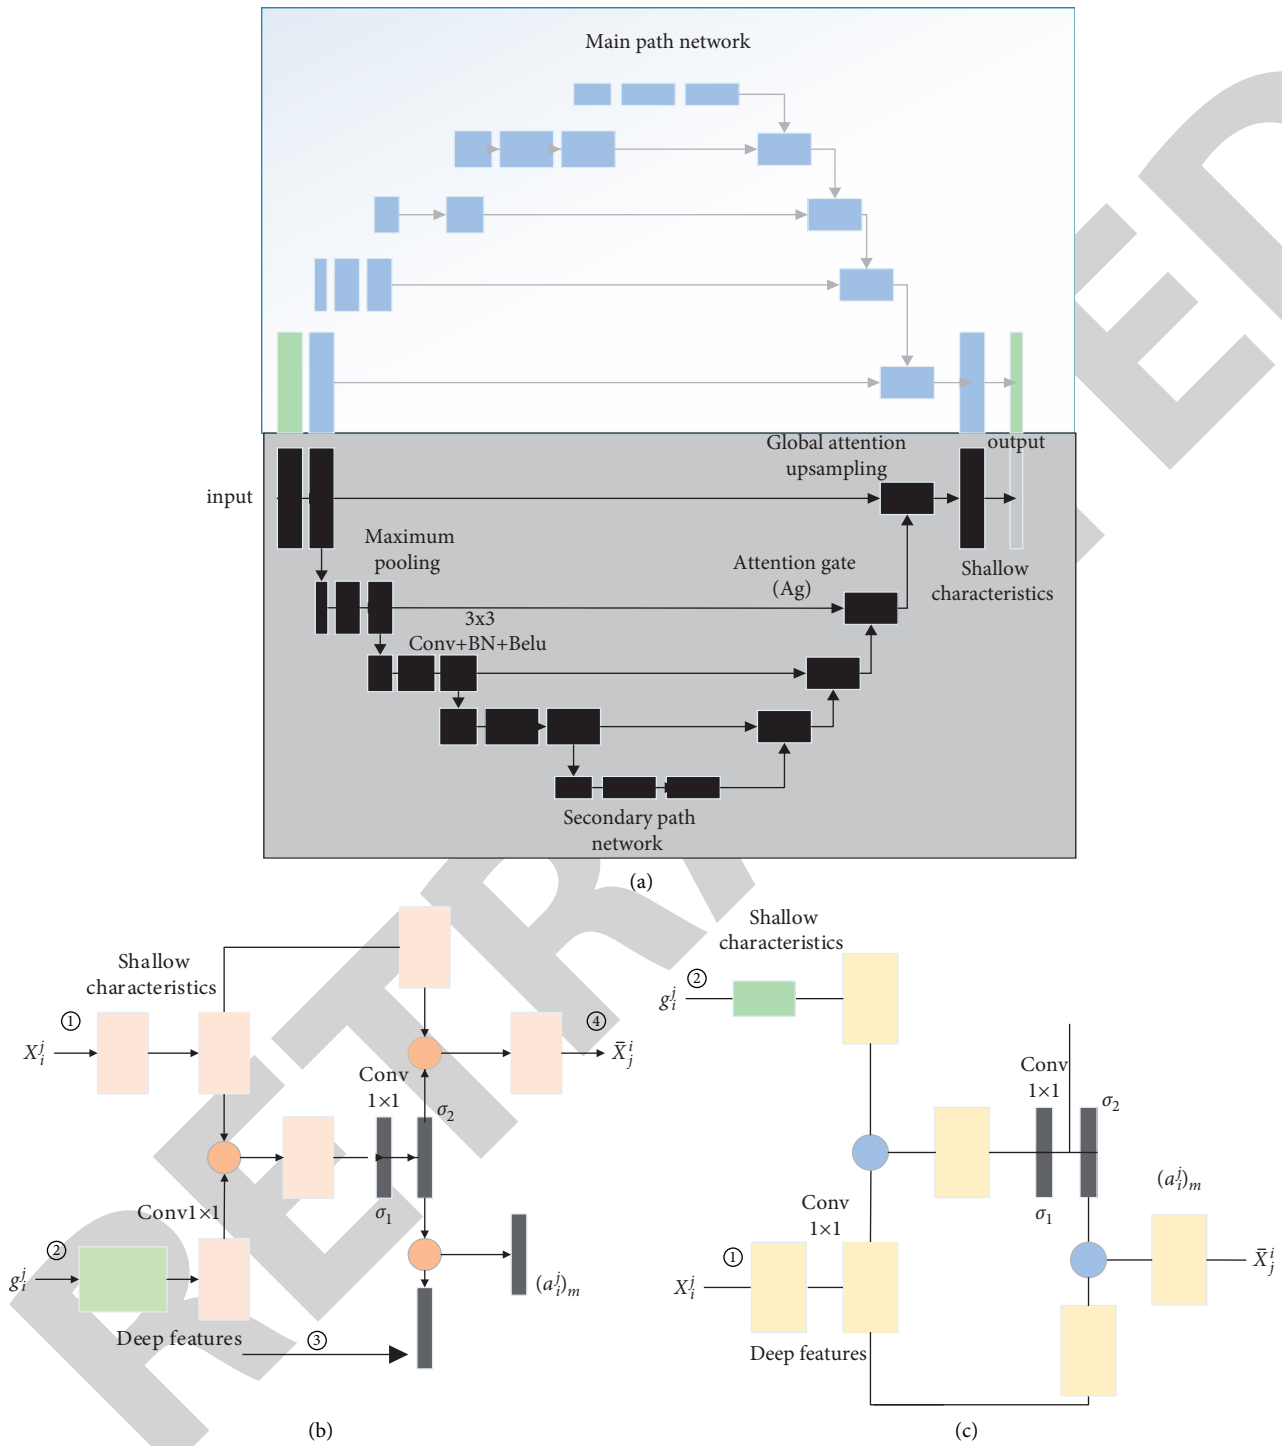 Main path network
Global attention
upsampling
output
input
Maximum
pooling
Attention gate
(Ag)
Shallow
characteristics
3x3
Conv+BN+Belu
Secondary path
network
(a)
Shallow
characteristics
①
X_i^j
④
X̄_j^i
Conv
1×1
σ₂
σ₁
Conv1×1
②
g_i^j
(a_i^j)_m
Deep features
③
(b)
Shallow
characteristics
②
g_i^j
Conv
1×1
σ₂
σ₁
(a_i^j)_m
Conv
1×1
①
X_i^j
X̄_j^i
Deep features
(c)
RETRACTED